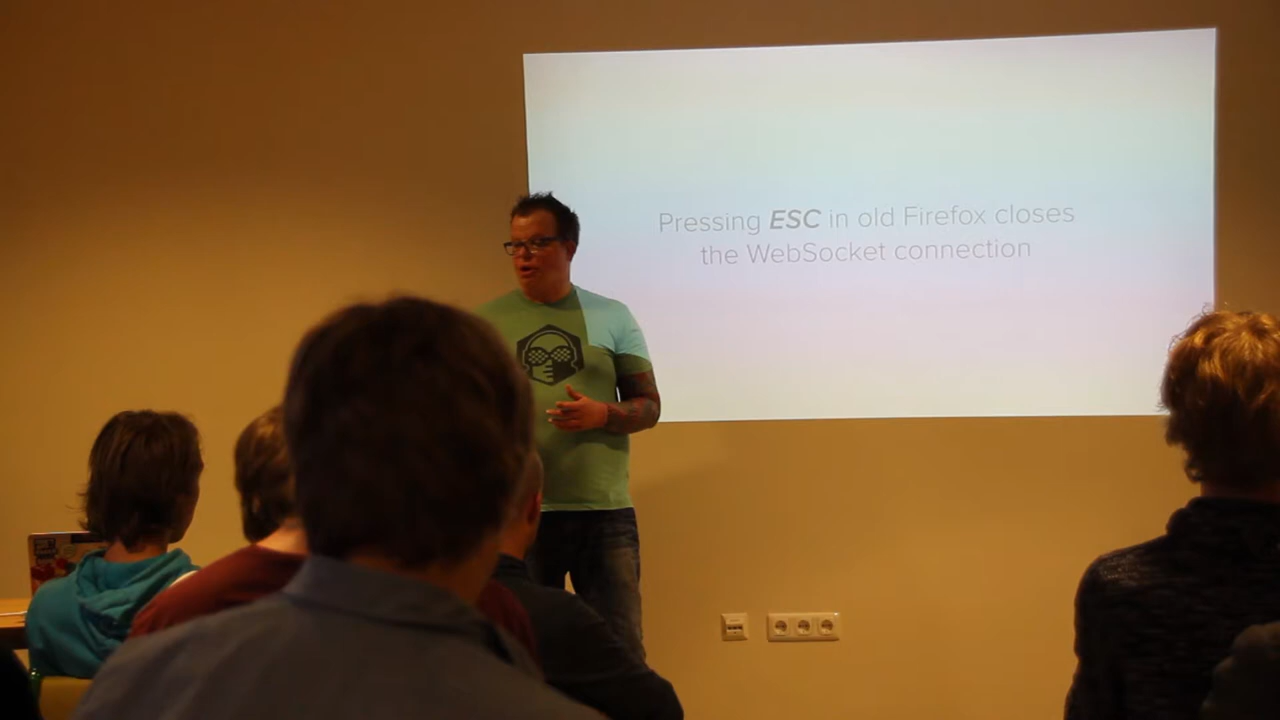 Pressing ESC in old Firefox closes
the WebSocket connection